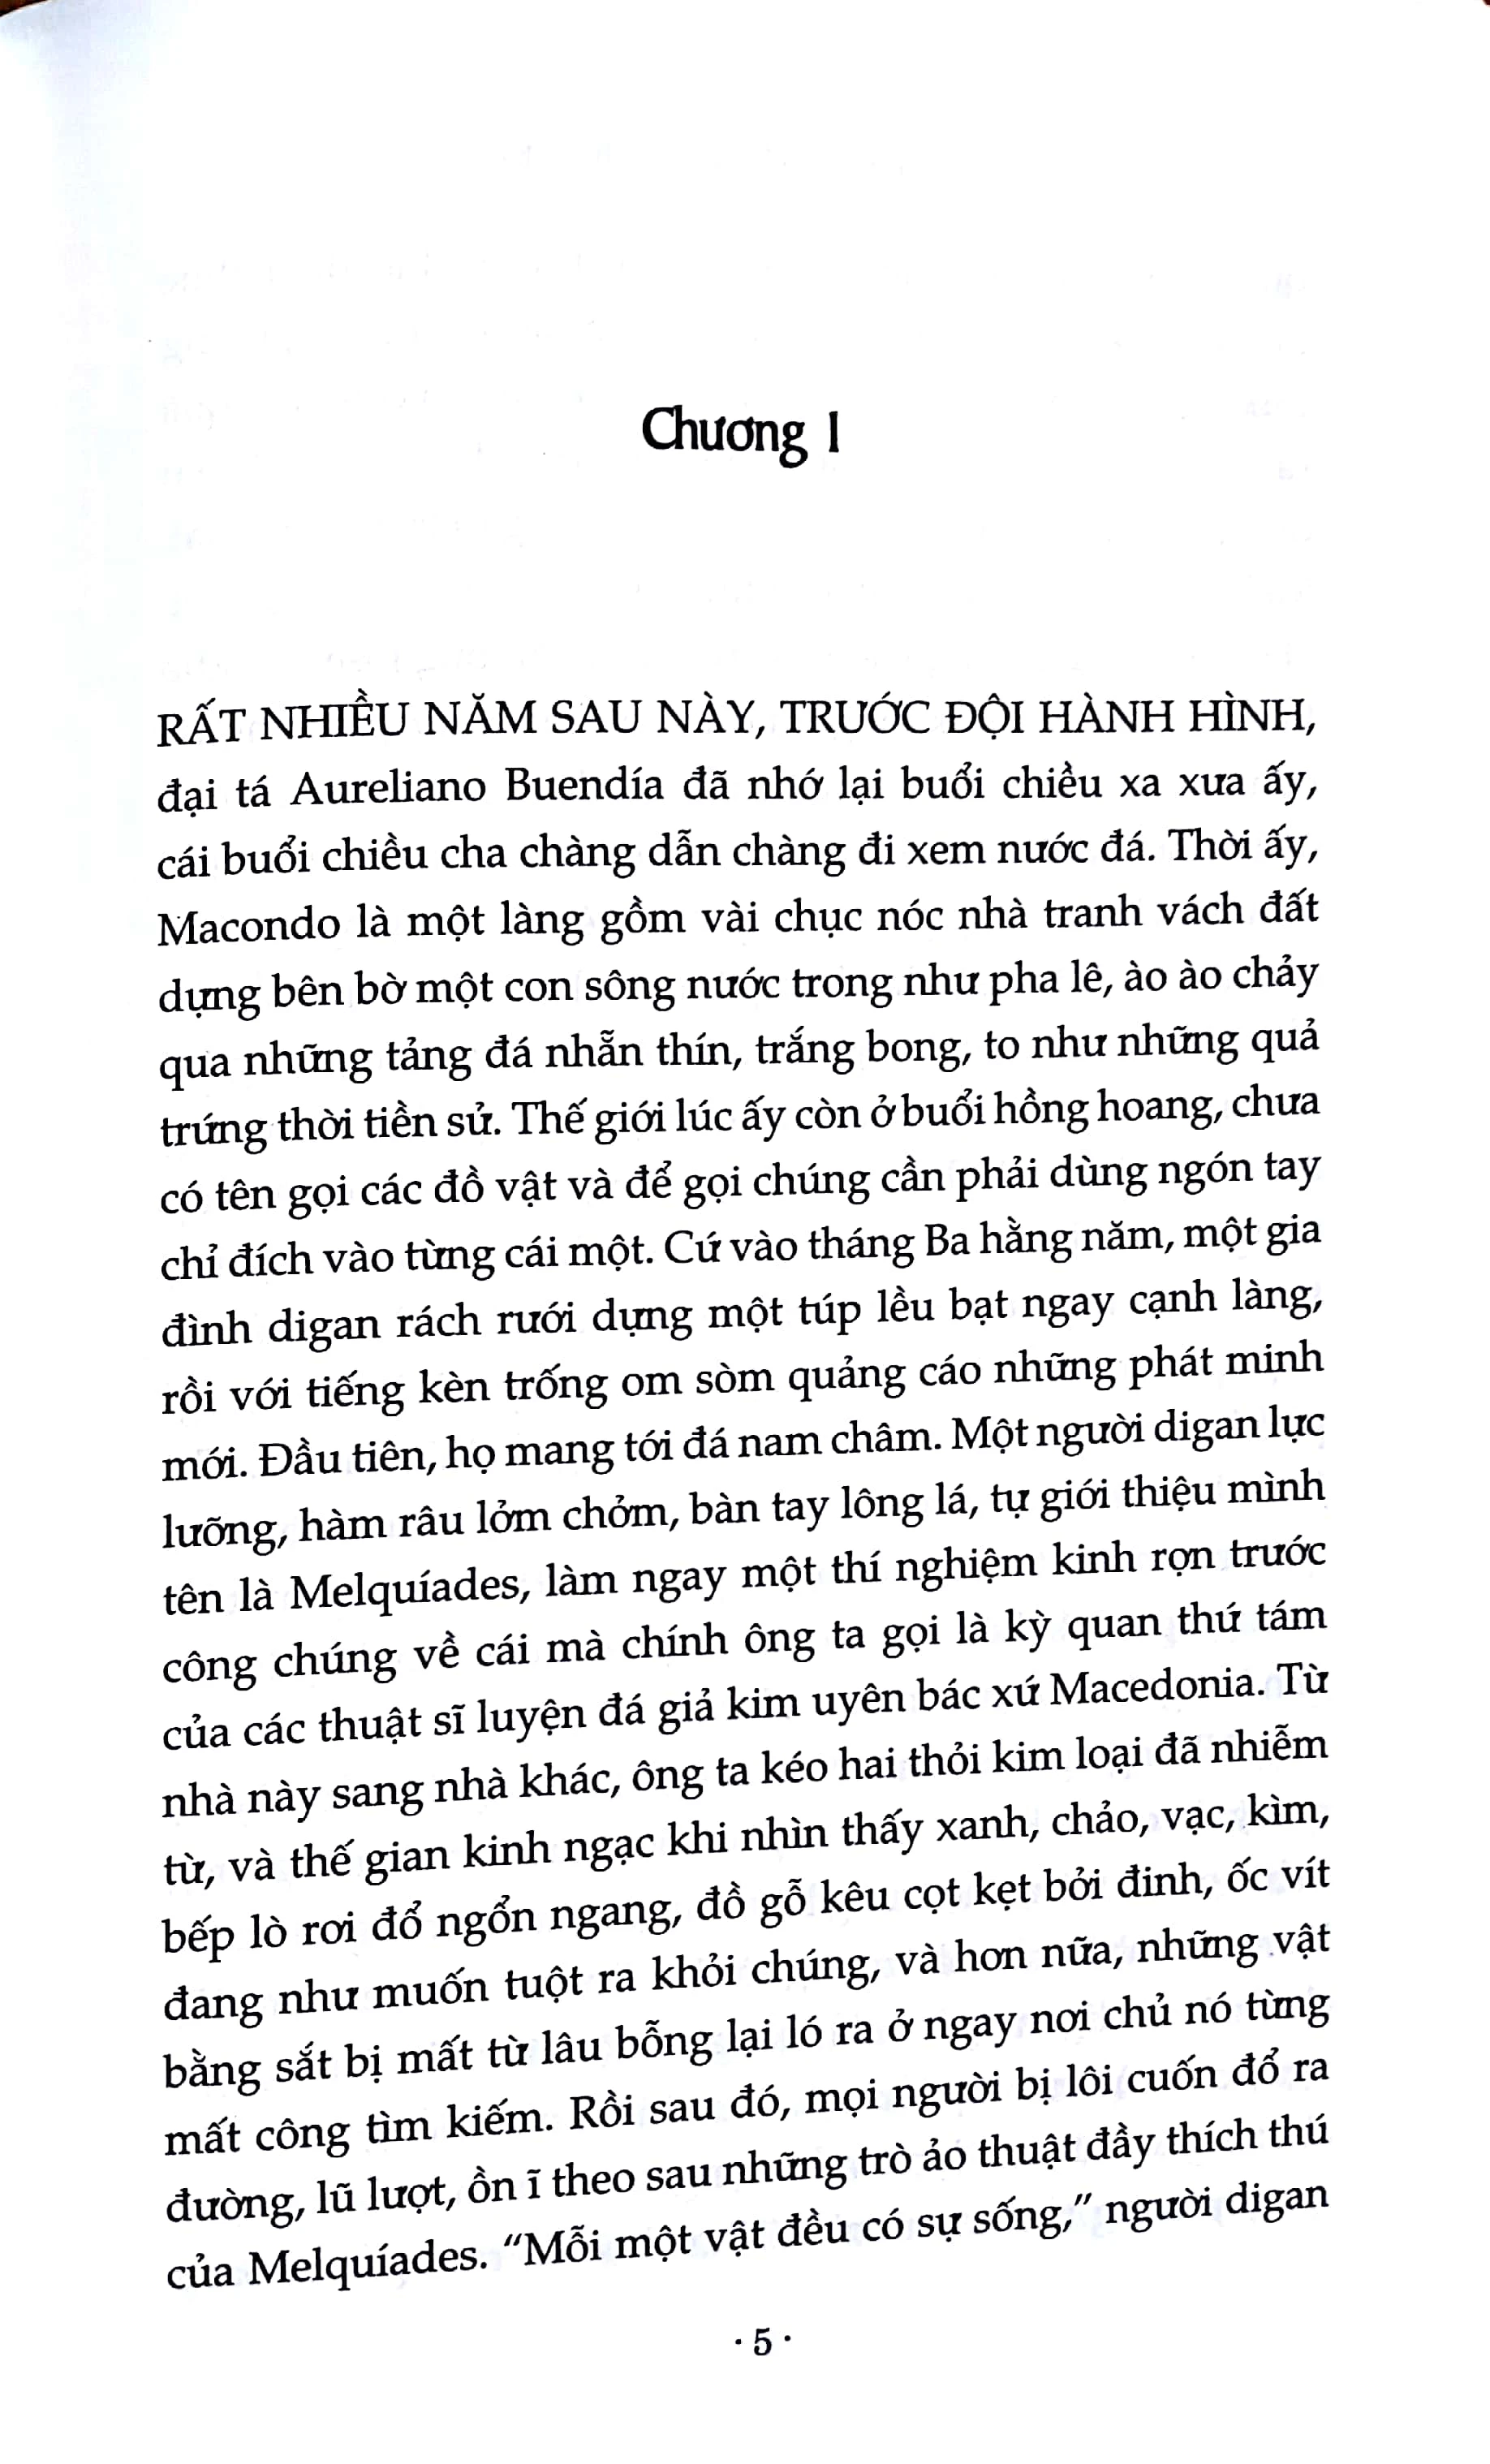 Chương 1
RẤT NHIỀU NĂM SAU NÀY, TRƯỚC ĐỘI HÀNH HÌNH,
đại tá Aureliano Buendía đã nhớ lại buổi chiều xa xưa ấy,
cái buổi chiều cha chàng dẫn chàng đi xem nước đá. Thời ấy,
Macondo là một làng gồm vài chục nóc nhà tranh vách đất
dựng bên bờ một con sông nước trong như pha lê, ào ào chảy
qua những tảng đá nhẵn thín, trắng bong, to như những quả
trứng thời tiền sử. Thế giới lúc ấy còn ở buổi hồng hoang, chưa
có tên gọi các đồ vật và để gọi chúng cần phải dùng ngón tay
chỉ đích vào từng cái một. Cứ vào tháng Ba hằng năm, một gia
đình digan rách rưới dựng một túp lều bạt ngay cạnh làng,
rồi với tiếng kèn trống om sòm quảng cáo những phát minh
mới. Đầu tiên, họ mang tới đá nam châm. Một người digan lực
lưỡng, hàm râu lởm chởm, bàn tay lông lá, tự giới thiệu mình
tên là Melquíades, làm ngay một thí nghiệm kinh rợn trước
công chúng về cái mà chính ông ta gọi là kỳ quan thứ tám
của các thuật sĩ luyện đá giả kim uyên bác xứ Macedonia. Từ
nhà này sang nhà khác, ông ta kéo hai thỏi kim loại đã nhiễm
từ, và thế gian kinh ngạc khi nhìn thấy xanh, chảo, vạc, kìm,
bếp lò rơi đổ ngổn ngang, đồ gỗ kêu cọt kẹt bởi đinh, ốc vít
đang như muốn tuột ra khỏi chúng, và hơn nữa, những vật
bằng sắt bị mất từ lâu bỗng lại ló ra ở ngay nơi chủ nó từng
mất công tìm kiếm. Rồi sau đó, mọi người bị lôi cuốn đổ ra
đường, lũ lượt, ồn ĩ theo sau những trò ảo thuật đầy thích thú
của Melquíades. “Mỗi một vật đều có sự sống,” người digan
· 5 ·